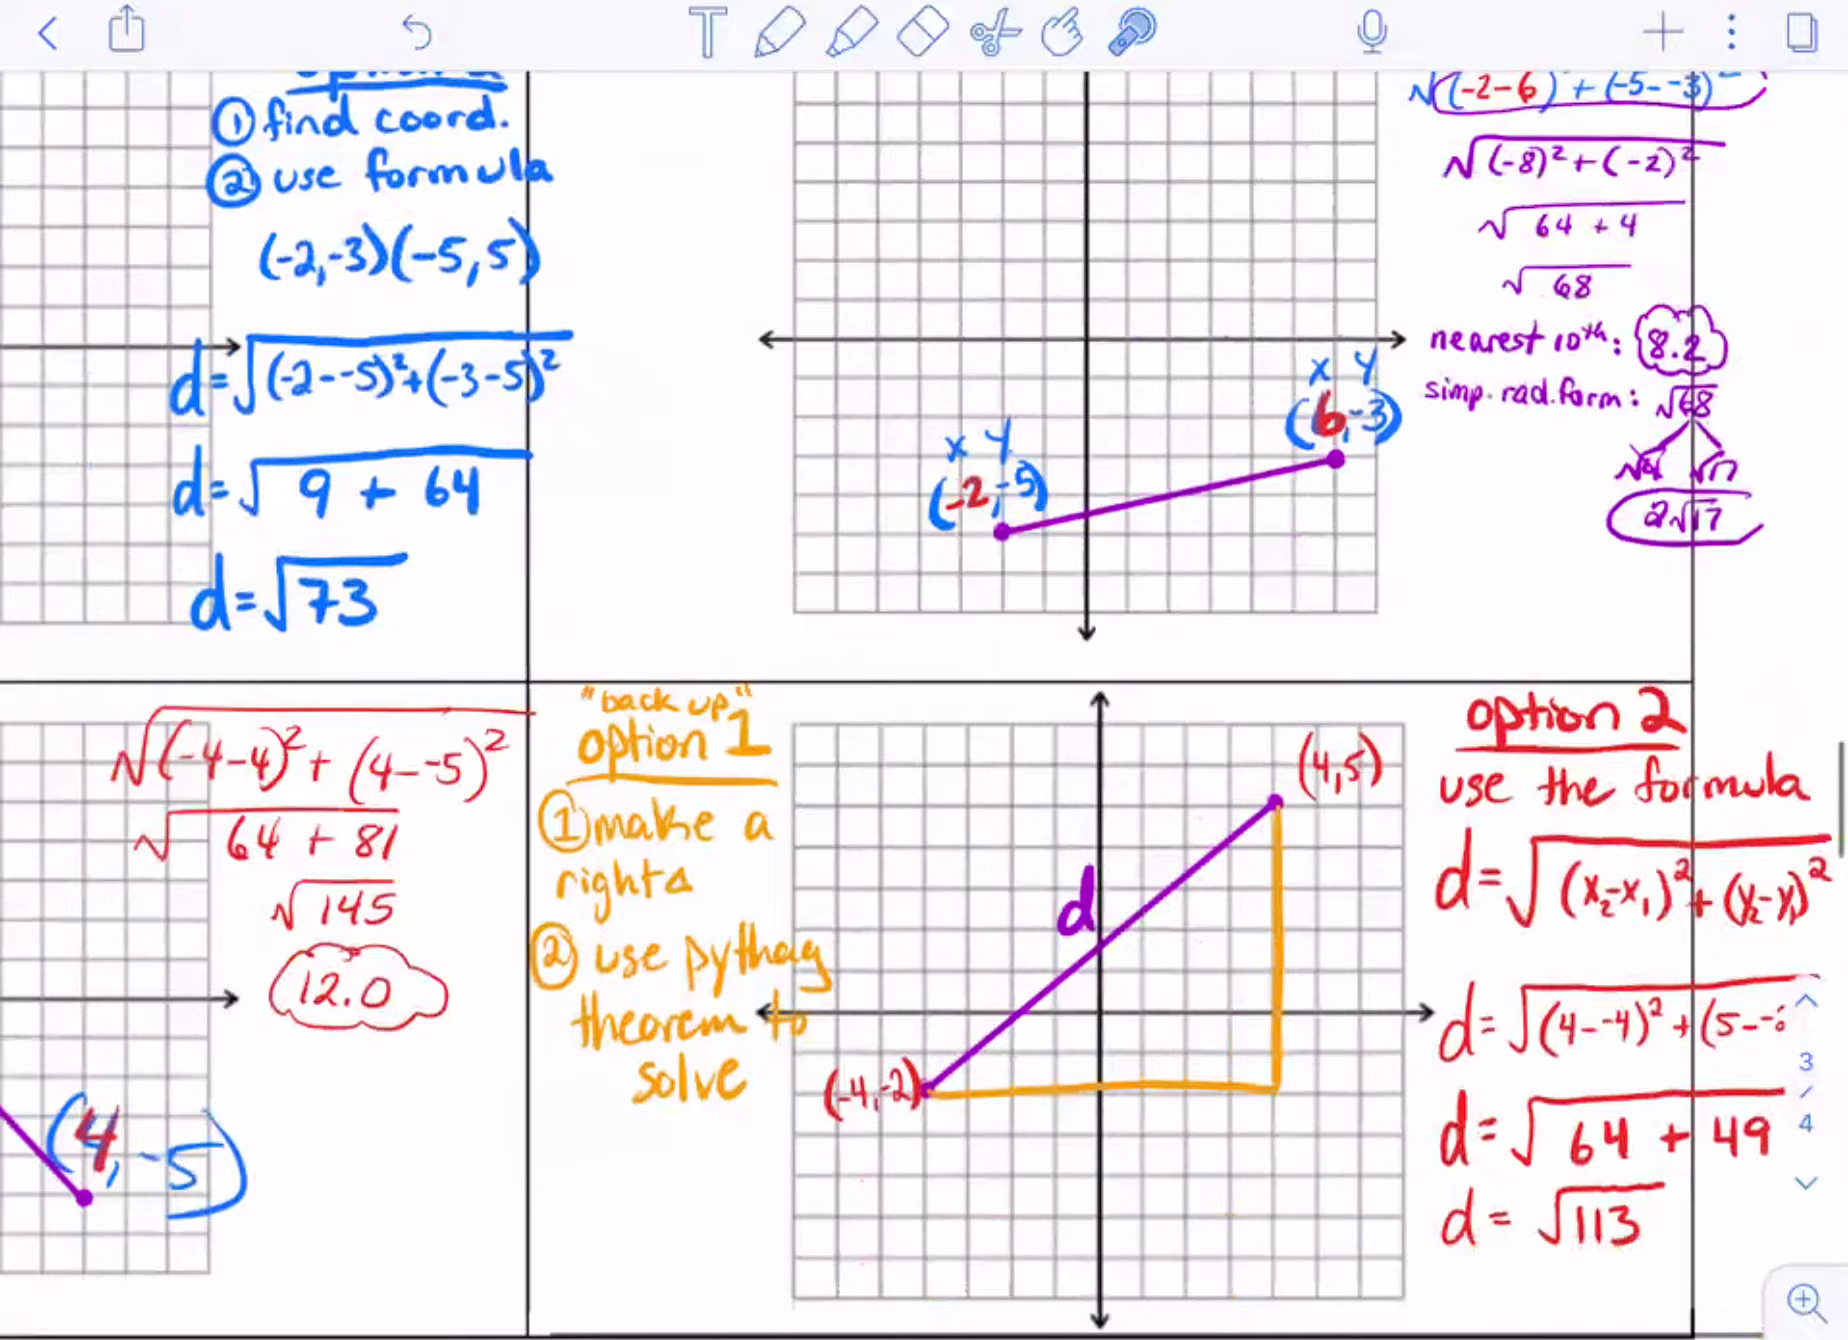 option 2
① find coord.
② use formula
(-2,-3)(-5,5)
d=√(-2--5)²+(-3-5)²
d=√9 + 64
d=√73
x y
(-2,-5)
x y
(6,-3)
√(-2-6)²+(-5--3)²
√(-8)²+(-2)²
√64 + 4
√68
nearest 10th: 8.2
simp. rad. form: √68
√4 √17
2√17
√(-4-4)²+(4--5)²
√64 + 81
√145
12.0
(4,-5)
"back up"
option 1
① make a
right △
② use pythag
theorem to
solve
(4,5)
d
(-4,-2)
option 2
use the formula
d=√(x₂-x₁)²+(y₂-y₁)²
d=√(4--4)²+(5--
d=√64 + 49
d=√113
3
/
4